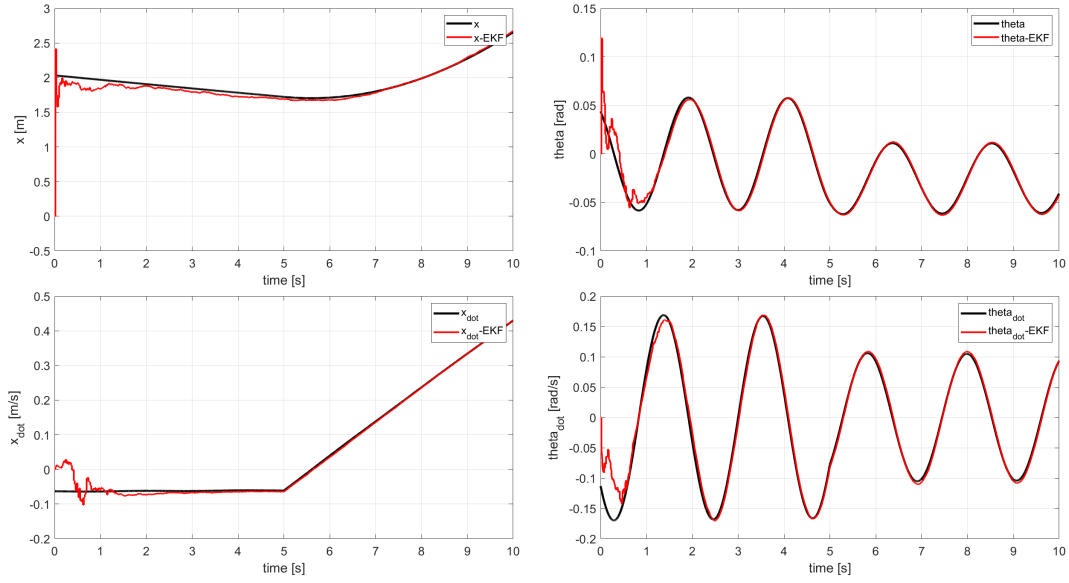 3
2.5
2
1.5
1
0.5
0
-0.5
x [m]
x
x-EKF
0 1 2 3 4 5 6 7 8 9 10
time [s]
0.15
0.1
0.05
0
-0.05
-0.1
theta [rad]
theta
theta-EKF
0 1 2 3 4 5 6 7 8 9 10
time [s]
0.5
0.4
0.3
0.2
0.1
0
-0.1
-0.2
x_dot [m/s]
x_dot
x_dot-EKF
0 1 2 3 4 5 6 7 8 9 10
time [s]
0.2
0.15
0.1
0.05
0
-0.05
-0.1
-0.15
-0.2
theta_dot [rad/s]
theta_dot
theta_dot-EKF
0 1 2 3 4 5 6 7 8 9 10
time [s]